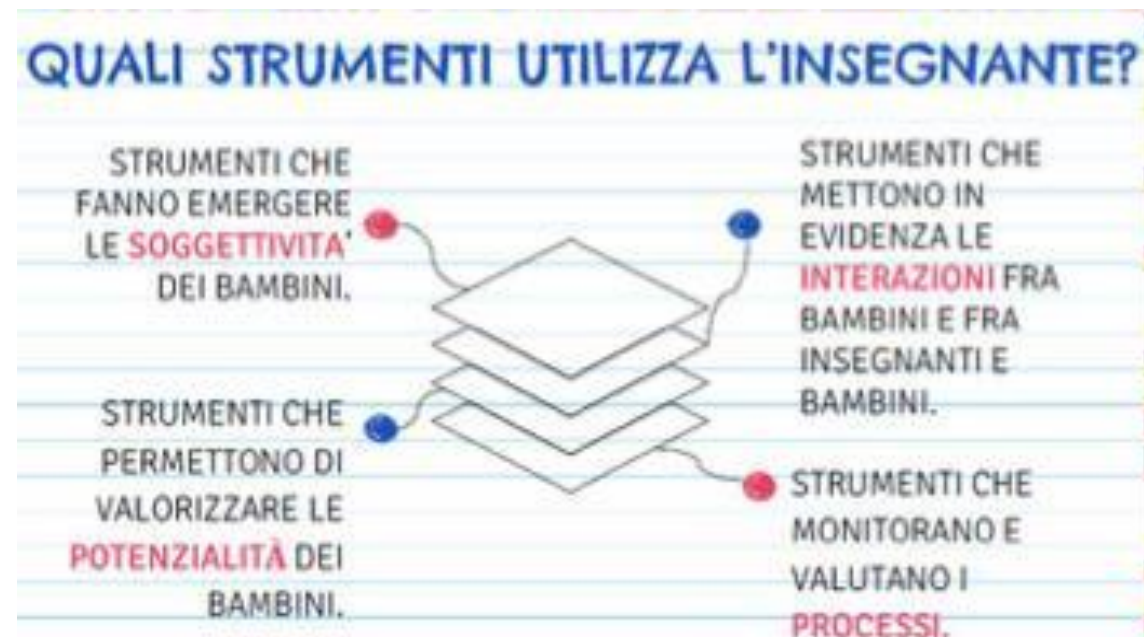 QUALI STRUMENTI UTILIZZA L'INSEGNANTE?
STRUMENTI CHE
FANNO EMERGERE
LE SOGGETTIVITA'
DEI BAMBINI.
STRUMENTI CHE
METTONO IN
EVIDENZA LE
INTERAZIONI FRA
BAMBINI E FRA
INSEGNANTI E
BAMBINI.
STRUMENTI CHE
PERMETTONO DI
VALORIZZARE LE
POTENZIALITÀ DEI
BAMBINI.
STRUMENTI CHE
MONITORANO E
VALUTANO I
PROCESSI.